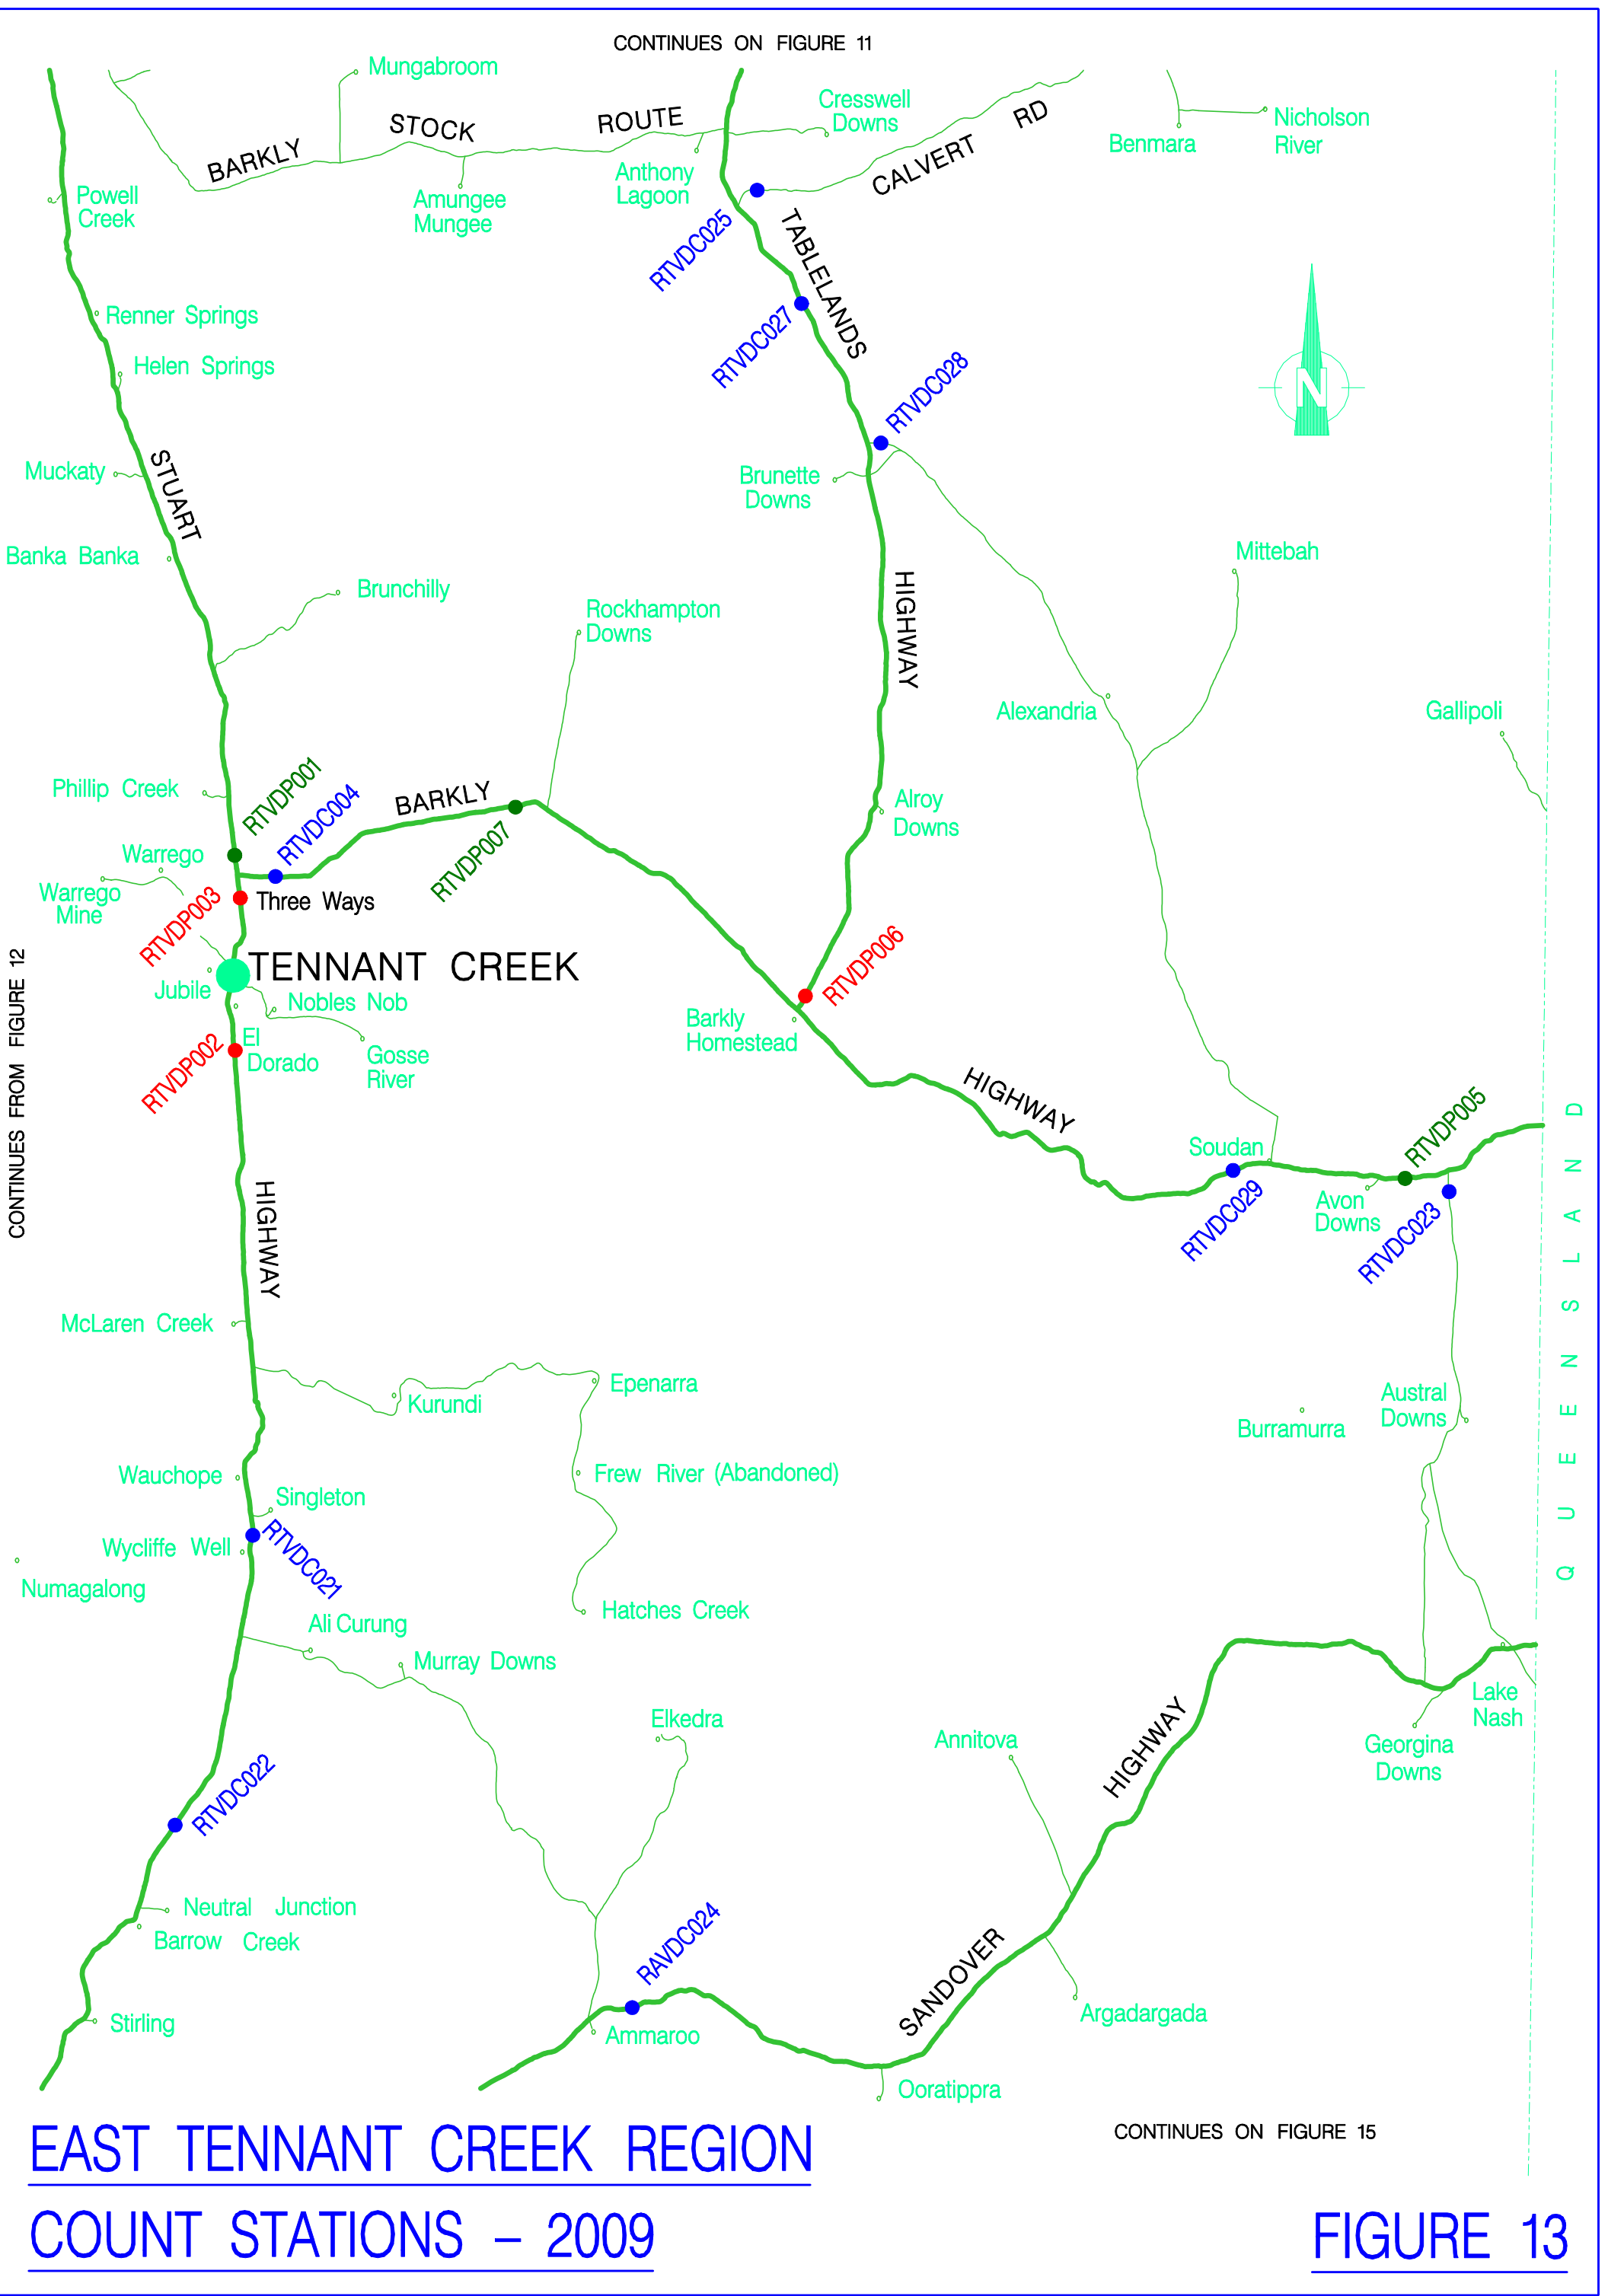 CONTINUES ON FIGURE 11
Mungabroom
Cresswell
Downs
BARKLY STOCK ROUTE
CALVERT RD
Benmara
Nicholson
River
Anthony
Lagoon
Amungee
Mungee
Powell
Creek
RTVDC025
TABLELANDS
RTVDC027
Renner Springs
Helen Springs
RTVDC028
N
Muckaty
STUART
Brunette
Downs
Banka Banka
Mittebah
Brunchilly
Rockhampton
Downs
HIGHWAY
Alexandria
Gallipoli
Phillip Creek
RTVDP001
RTVDC004
BARKLY
RTVDP007
Alroy
Downs
Warrego
Warrego
Mine
RTVDP003
Three Ways
TENNANT CREEK
RTVDP006
Jubile
Nobles Nob
Barkly
Homestead
El
Dorado
RTVDP002
Gosse
River
CONTINUES FROM FIGURE 12
HIGHWAY
RTVDP005
Soudan
Avon
Downs
RTVDC029
RTVDC023
QUEENSLAND
HIGHWAY
McLaren Creek
Epenarra
Kurundi
Austral
Downs
Burramurra
Wauchope
Frew River (Abandoned)
Singleton
Wycliffe Well
RTVDC021
Numagalong
Hatches Creek
Ali Curung
Murray Downs
Lake
Nash
Elkedra
Annitova
HIGHWAY
Georgina
Downs
RTVDC022
Neutral Junction
Barrow Creek
RAVDC024
SANDOVER
Stirling
Ammaroo
Argadargada
Ooratippra
CONTINUES ON FIGURE 15
EAST TENNANT CREEK REGION
COUNT STATIONS - 2009
FIGURE 13